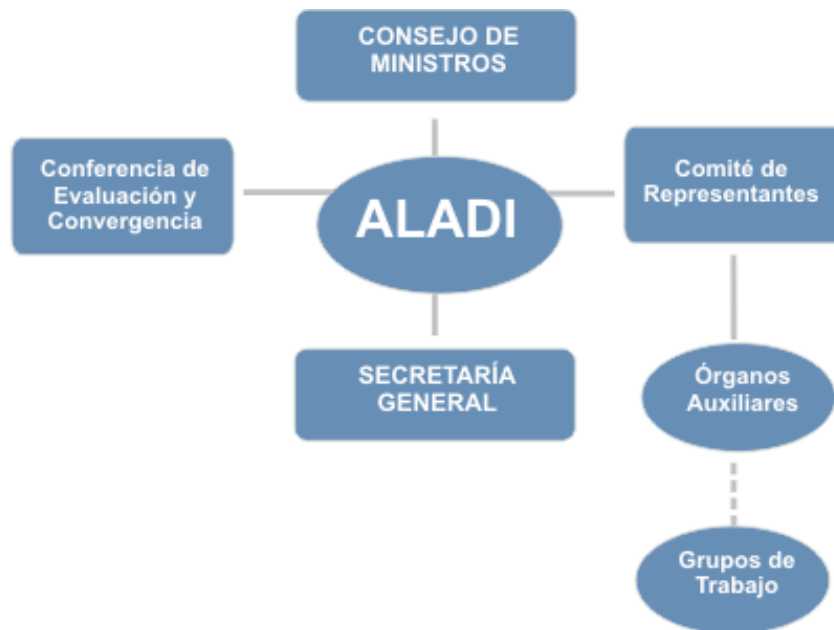 CONSEJO DE
MINISTROS
Conferencia de
Evaluación y
Convergencia
ALADI
Comité de
Representantes
SECRETARÍA
GENERAL
Órganos
Auxiliares
Grupos de
Trabajo